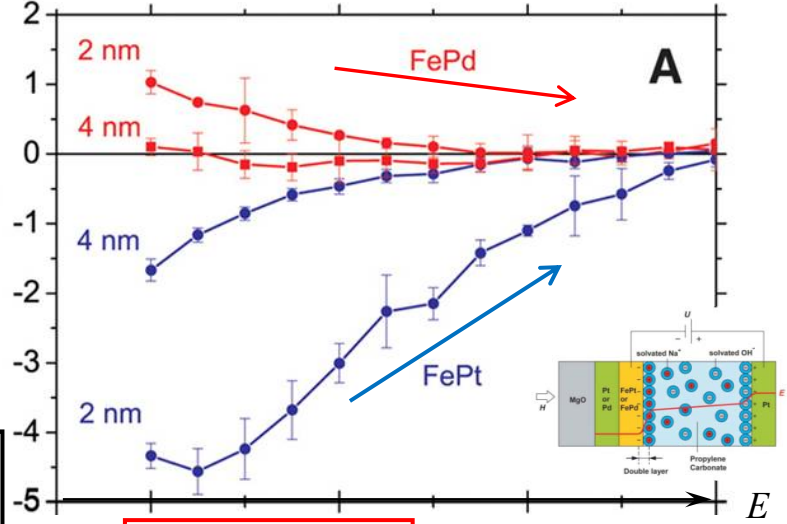 2
2 nm
FePd
A
1
4 nm
0
-1
4 nm
-2
-3
FePt
2 nm
-4
-5
E
U
− +
solvated Na+
solvated OH-
H
MgO
Pt
or
Pd
FePt
or
FePd
Pt
E
Double layer
Propylene
Carbonate